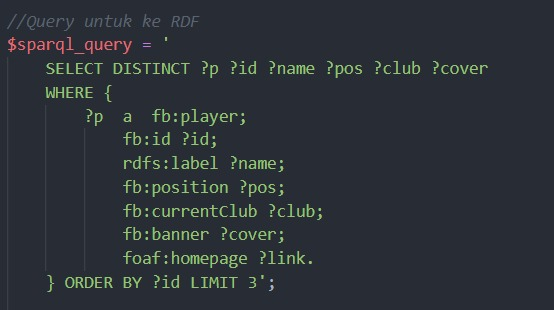 //Query untuk ke RDF
$sparql_query = '
SELECT DISTINCT ?p ?id ?name ?pos ?club ?cover
WHERE {
?p a fb:player;
fb:id ?id;
rdfs:label ?name;
fb:position ?pos;
fb:currentClub ?club;
fb:banner ?cover;
foaf:homepage ?link.
} ORDER BY ?id LIMIT 3';